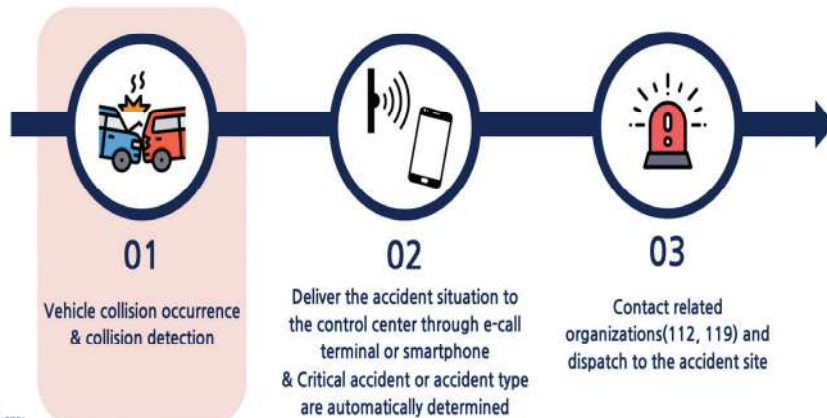 01
Vehicle collision occurrence
& collision detection
02
Deliver the accident situation to
the control center through e-call
terminal or smartphone
& Critical accident or accident type
are automatically determined
03
Contact related
organizations(112, 119) and
dispatch to the accident site